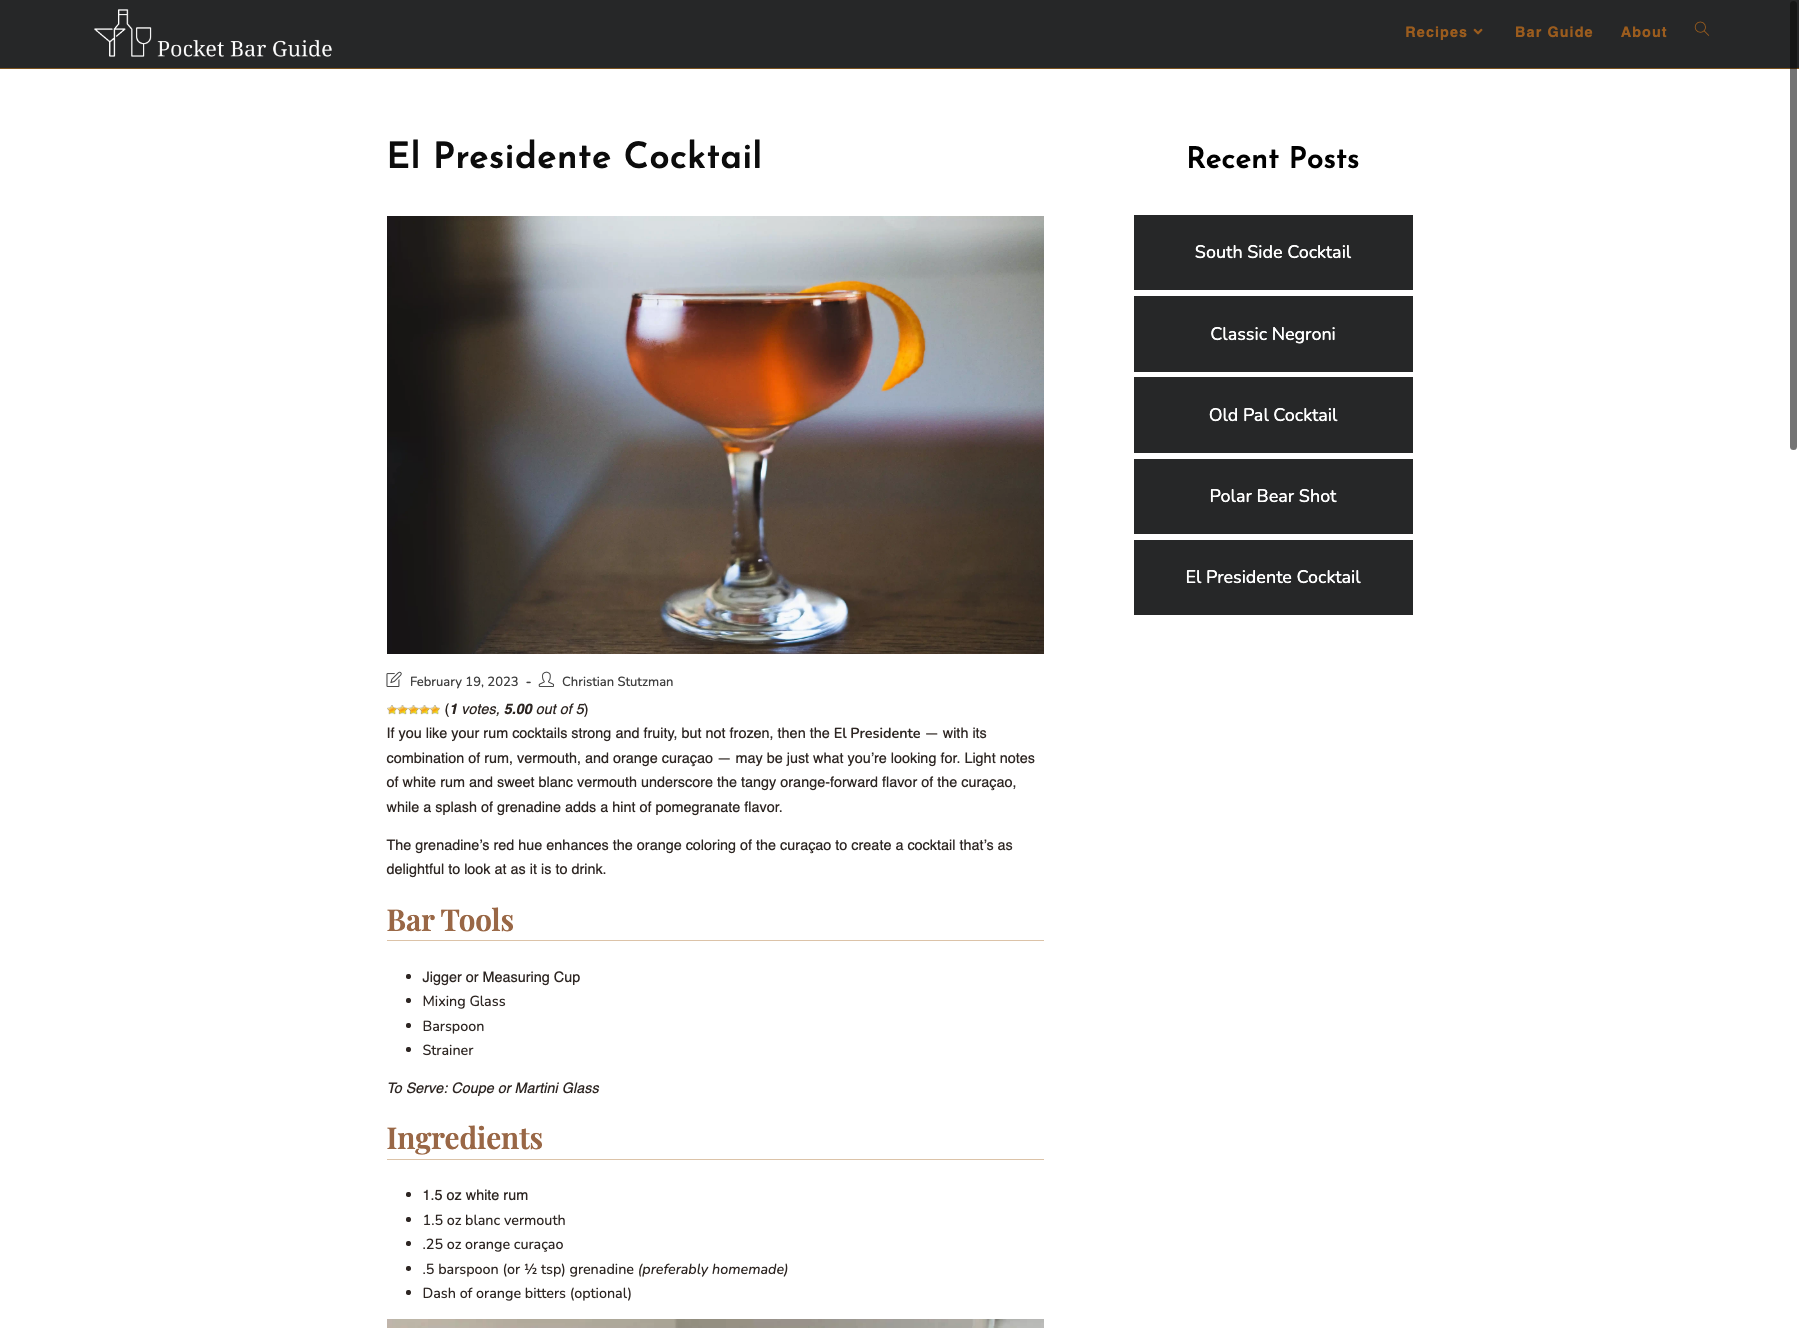 Pocket Bar Guide
Recipes
Bar Guide
About
El Presidente Cocktail
February 19, 2023 - Christian Stutzman
(1 votes, 5.00 out of 5)
If you like your rum cocktails strong and fruity, but not frozen, then the El Presidente — with its
combination of rum, vermouth, and orange curaçao — may be just what you’re looking for. Light notes
of white rum and sweet blanc vermouth underscore the tangy orange-forward flavor of the curaçao,
while a splash of grenadine adds a hint of pomegranate flavor.
The grenadine’s red hue enhances the orange coloring of the curaçao to create a cocktail that’s as
delightful to look at as it is to drink.
Bar Tools
Jigger or Measuring Cup
Mixing Glass
Barspoon
Strainer
To Serve: Coupe or Martini Glass
Ingredients
1.5 oz white rum
1.5 oz blanc vermouth
.25 oz orange curaçao
.5 barspoon (or ½ tsp) grenadine (preferably homemade)
Dash of orange bitters (optional)
Recent Posts
South Side Cocktail
Classic Negroni
Old Pal Cocktail
Polar Bear Shot
El Presidente Cocktail